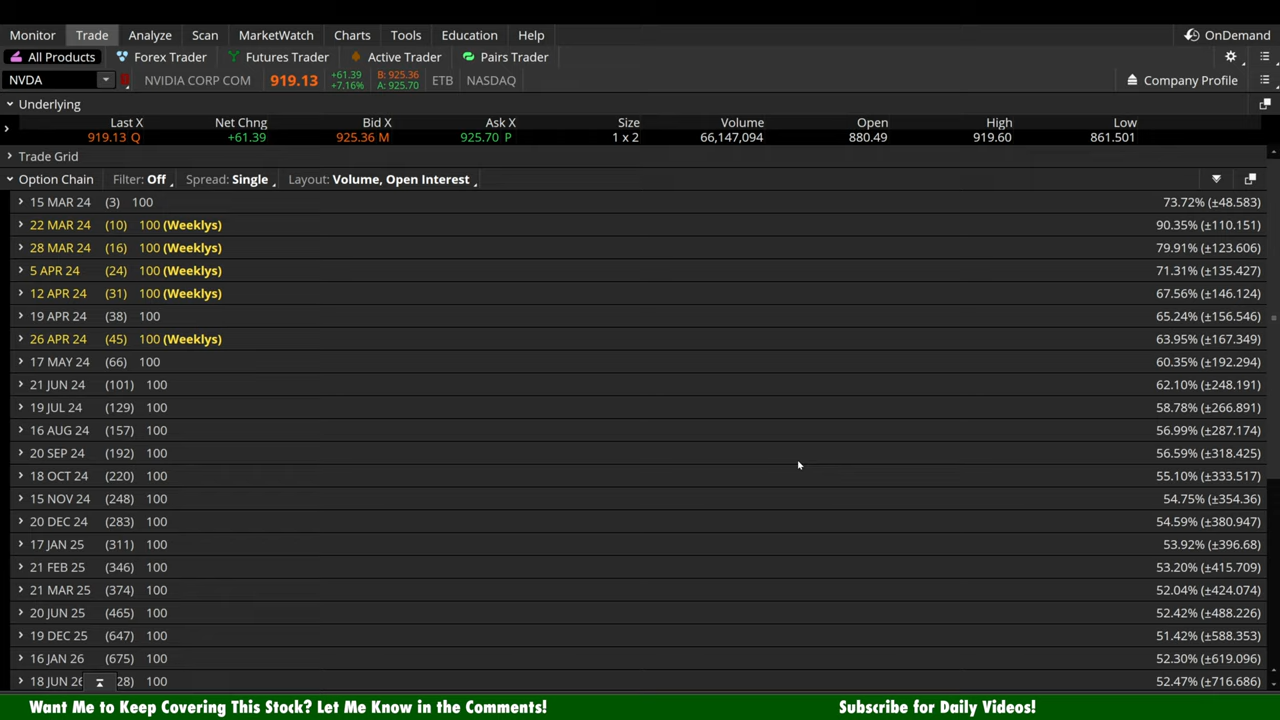 Monitor Trade Analyze Scan MarketWatch Charts Tools Education Help OnDemand
All Products Forex Trader Futures Trader Active Trader Pairs Trader
NVDA NVIDIA CORP COM 919.13 +61.39 +7.16% B: 925.36 A: 925.70 ETB NASDAQ Company Profile
Underlying
Last X Net Chng Bid X Ask X Size Volume Open High Low
919.13 Q +61.39 925.36 M 925.70 P 1 x 2 66,147,094 880.49 919.60 861.501
Trade Grid
Option Chain Filter: Off Spread: Single Layout: Volume, Open Interest
15 MAR 24 (3) 100 73.72% (±48.583)
22 MAR 24 (10) 100 (Weeklys) 90.35% (±110.151)
28 MAR 24 (16) 100 (Weeklys) 79.91% (±123.606)
5 APR 24 (24) 100 (Weeklys) 71.31% (±135.427)
12 APR 24 (31) 100 (Weeklys) 67.56% (±146.124)
19 APR 24 (38) 100 65.24% (±156.546)
26 APR 24 (45) 100 (Weeklys) 63.95% (±167.349)
17 MAY 24 (66) 100 60.35% (±192.294)
21 JUN 24 (101) 100 62.10% (±248.191)
19 JUL 24 (129) 100 58.78% (±266.891)
16 AUG 24 (157) 100 56.99% (±287.174)
20 SEP 24 (192) 100 56.59% (±318.425)
18 OCT 24 (220) 100 55.10% (±333.517)
15 NOV 24 (248) 100 54.75% (±354.36)
20 DEC 24 (283) 100 54.59% (±380.947)
17 JAN 25 (311) 100 53.92% (±396.68)
21 FEB 25 (346) 100 53.20% (±415.709)
21 MAR 25 (374) 100 52.04% (±424.074)
20 JUN 25 (465) 100 52.42% (±488.226)
19 DEC 25 (647) 100 51.42% (±588.353)
16 JAN 26 (675) 100 52.30% (±619.096)
18 JUN 26 28) 100 52.47% (±716.686)
Want Me to Keep Covering This Stock? Let Me Know in the Comments! Subscribe for Daily Videos!